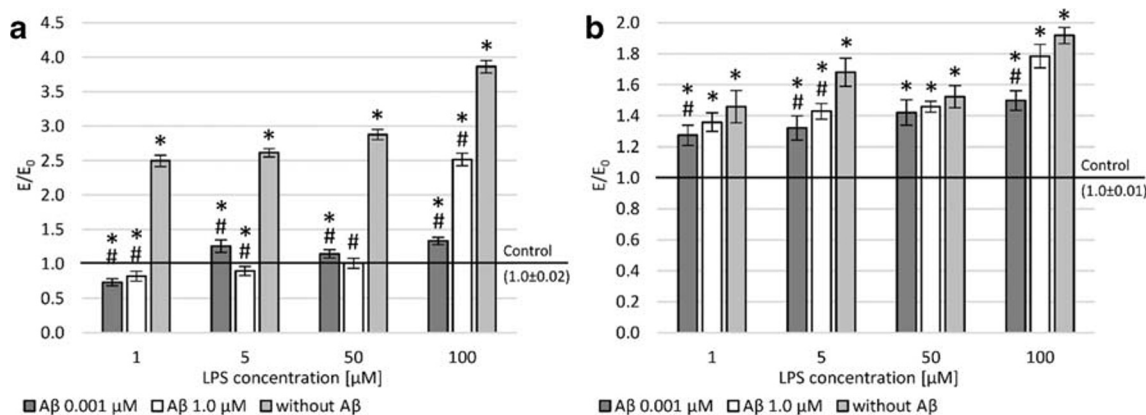 a
4.5
4.0
3.5
3.0
2.5
2.0
1.5
1.0
0.5
0.0
E/E0
* # * # *
* # * # *
* # # *
* # * # *
Control
(1.0±0.02)
1 5 50 100
LPS concentration [µM]
Aβ 0.001 µM Aβ 1.0 µM without Aβ
b
2.0
1.8
1.6
1.4
1.2
1.0
0.8
0.6
0.4
0.2
0.0
E/E0
* # * *
* # * # *
* * *
* # * *
Control
(1.0±0.01)
1 5 50 100
LPS concentration [µM]
Aβ 0.001 µM Aβ 1.0 µM without Aβ